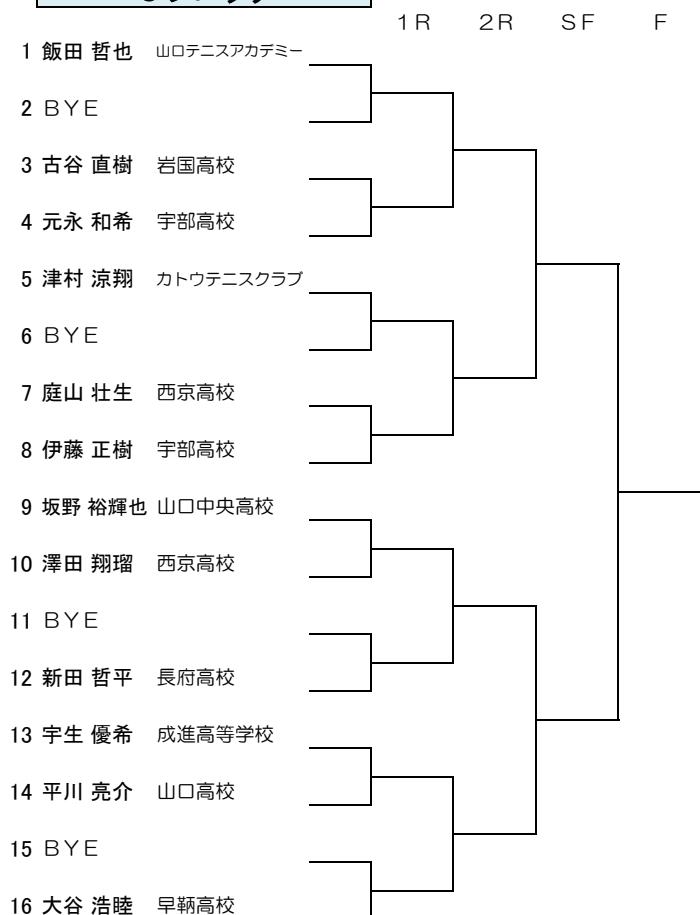 1R 2R SF F
1 飯田 哲也 山口テニスアカデミー
2 BYE
3 古谷 直樹 岩国高校
4 元永 和希 宇部高校
5 津村 涼翔 カトウテニスクラブ
6 BYE
7 庭山 壮生 西京高校
8 伊藤 正樹 宇部高校
9 坂野 裕輝也 山口中央高校
10 澤田 翔瑠 西京高校
11 BYE
12 新田 哲平 長府高校
13 宇生 優希 成進高等学校
14 平川 亮介 山口高校
15 BYE
16 大谷 浩睦 早鞆高校